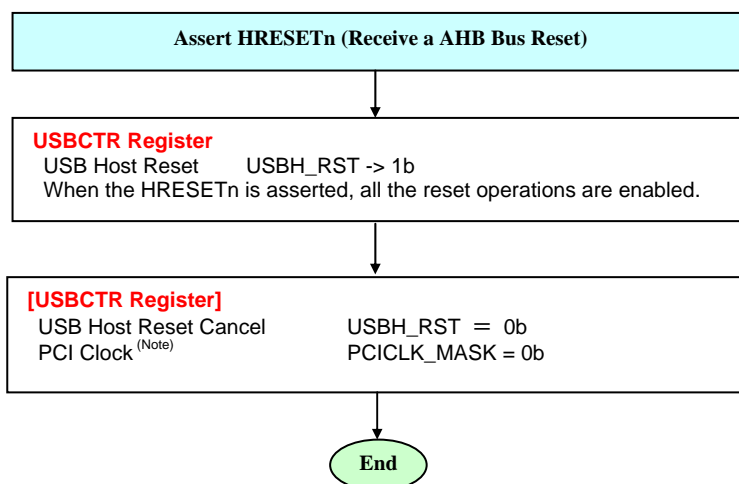 Assert HRESETn (Receive a AHB Bus Reset)
USBCTR Register
USB Host Reset USBH_RST -> 1b
When the HRESETn is asserted, all the reset operations are enabled.
[USBCTR Register]
USB Host Reset Cancel USBH_RST ＝ 0b
PCI Clock (Note) PCICLK_MASK = 0b
End